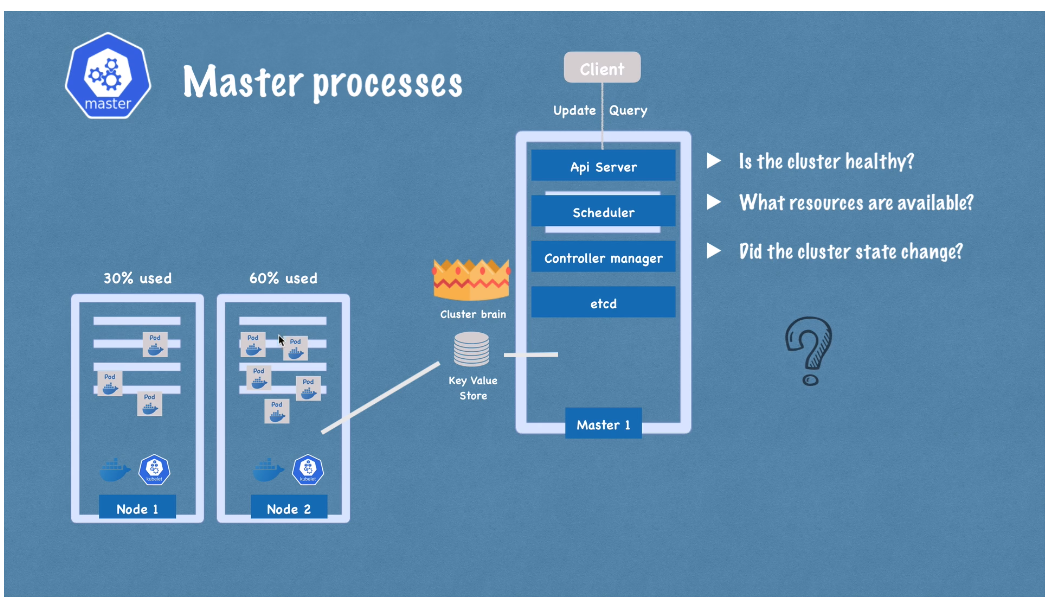 master
Master processes
Client
Update Query
Api Server
Scheduler
Controller manager
etcd
Master 1
Is the cluster healthy?
What resources are available?
Did the cluster state change?
Cluster brain
Key Value
Store
30% used
60% used
Pod
Pod
Pod
Pod
Pod
Pod
Pod
Pod
kubelet
kubelet
Node 1
Node 2